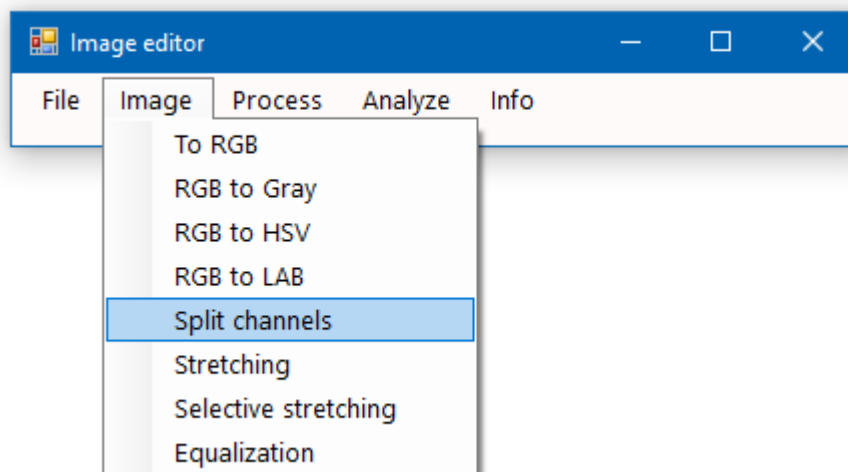 Image editor
File Image Process Analyze Info
To RGB
RGB to Gray
RGB to HSV
RGB to LAB
Split channels
Stretching
Selective stretching
Equalization